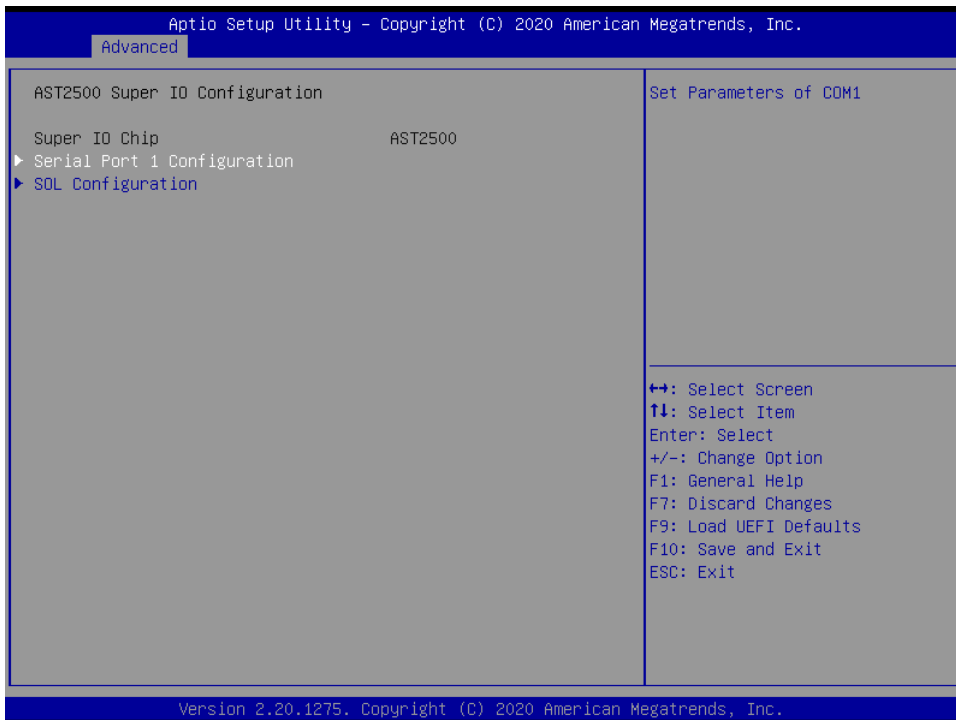 Aptio Setup Utility – Copyright (C) 2020 American Megatrends, Inc.
Advanced
AST2500 Super IO Configuration
Super IO Chip AST2500
▶ Serial Port 1 Configuration
▶ SOL Configuration
Set Parameters of COM1
↔: Select Screen
↑↓: Select Item
Enter: Select
+/-: Change Option
F1: General Help
F7: Discard Changes
F9: Load UEFI Defaults
F10: Save and Exit
ESC: Exit
Version 2.20.1275. Copyright (C) 2020 American Megatrends, Inc.